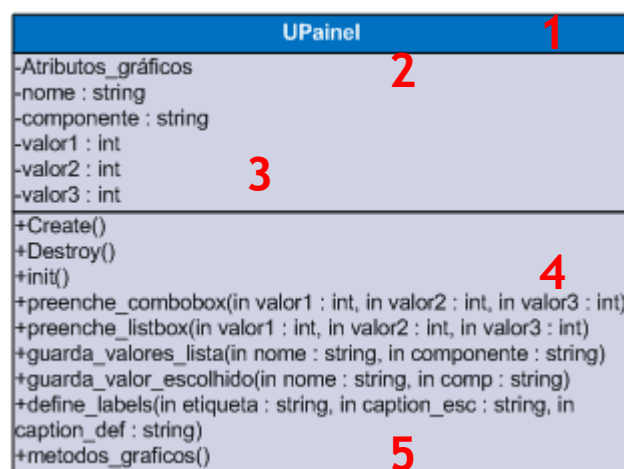 UPainel 1
-Atributos_gráficos 2
-nome : string
-componente : string
-valor1 : int
-valor2 : int 3
-valor3 : int
+Create()
+Destroy()
+init() 4
+preenche_combobox(in valor1 : int, in valor2 : int, in valor3 : int)
+preenche_listbox(in valor1 : int, in valor2 : int, in valor3 : int)
+guarda_valores_lista(in nome : string, in componente : string)
+guarda_valor_escolhido(in nome : string, in comp : string)
+define_labels(in etiqueta : string, in caption_esc : string, in
caption_def : string)
+metodos_graficos() 5